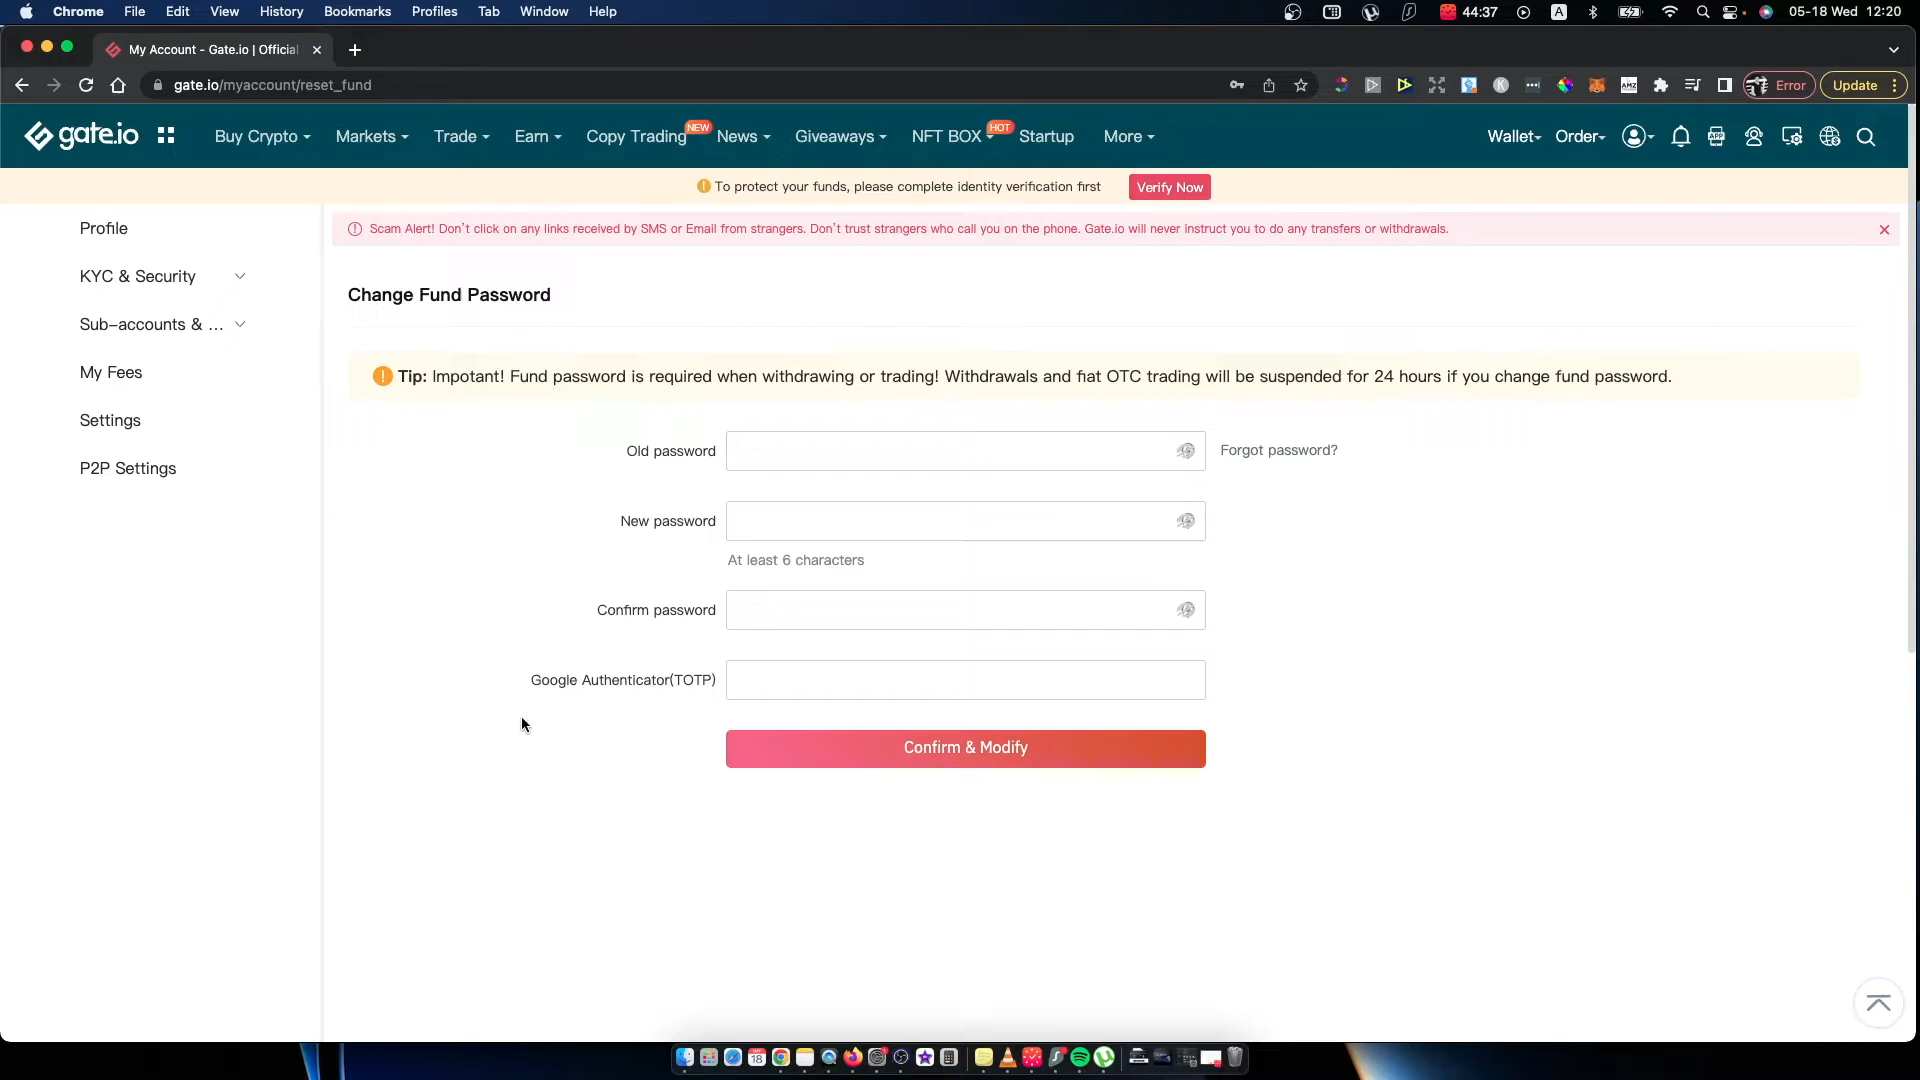 Chrome File Edit View History Bookmarks Profiles Tab Window Help 44:37 A 05-18 Wed 12:20
My Account - Gate.io | Official
gate.io/myaccount/reset_fund Error Update
gate.io Buy Crypto Markets Trade Earn Copy Trading NEW News Giveaways NFT BOX HOT Startup More Wallet Order APP
To protect your funds, please complete identity verification first Verify Now
Scam Alert! Don't click on any links received by SMS or Email from strangers. Don't trust strangers who call you on the phone. Gate.io will never instruct you to do any transfers or withdrawals.
Profile
KYC & Security
Sub-accounts & ...
My Fees
Settings
P2P Settings
Change Fund Password
Tip: Impotant! Fund password is required when withdrawing or trading! Withdrawals and fiat OTC trading will be suspended for 24 hours if you change fund password.
Old password Forgot password?
New password
At least 6 characters
Confirm password
Google Authenticator(TOTP)
Confirm & Modify
18